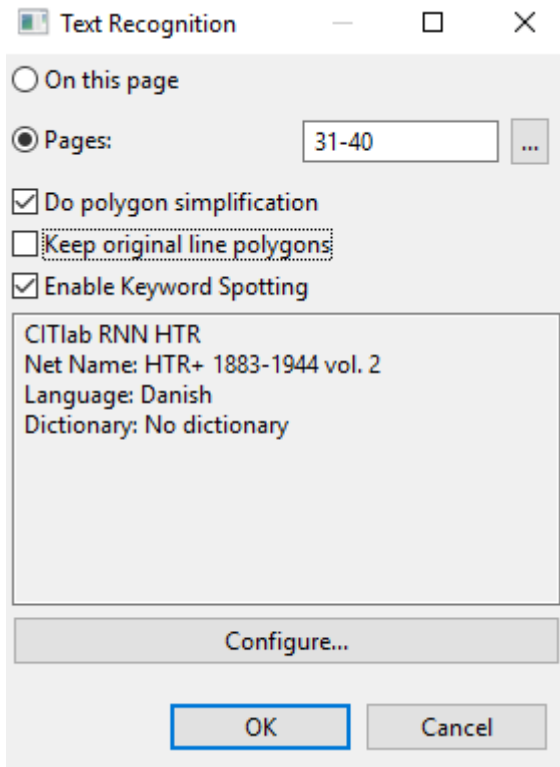 Text Recognition
On this page
Pages: 31-40 ...
Do polygon simplification
Keep original line polygons
Enable Keyword Spotting
CITlab RNN HTR
Net Name: HTR+ 1883-1944 vol. 2
Language: Danish
Dictionary: No dictionary
Configure...
OK Cancel